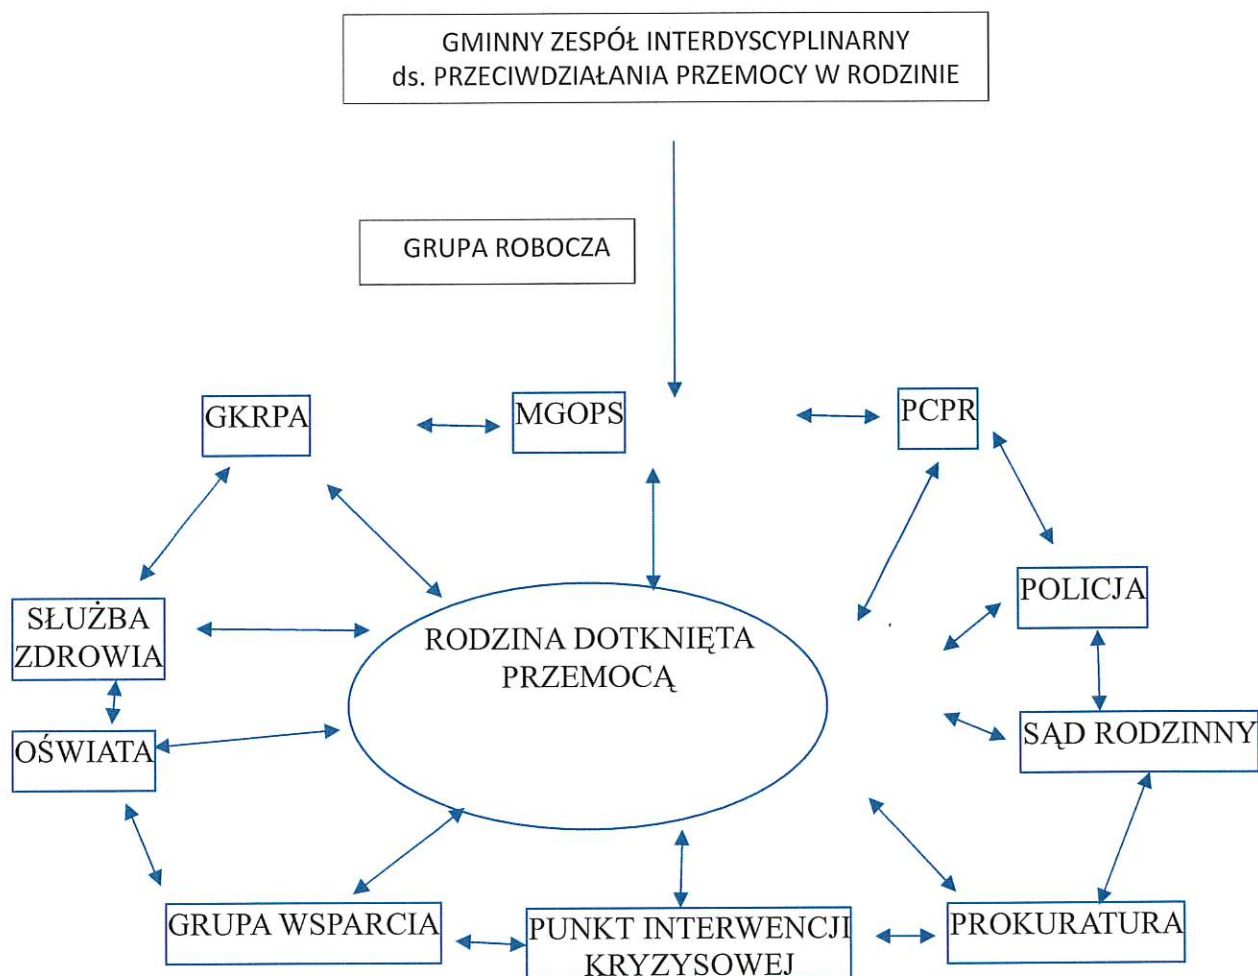 GMINNY ZESPÓŁ INTERDYSCYPLINARNY
ds. PRZECIWDZIAŁANIA PRZEMOCY W RODZINIE
GRUPA ROBOCZA
GKRPA
MGOPS
PCPR
POLICJA
SŁUŻBA
ZDROWIA
RODZINA DOTKNIĘTA
PRZEMOCĄ
OŚWIATA
SĄD RODZINNY
GRUPA WSPARCIA
PUNKT INTERWENCJI
KRYZYSOWEJ
PROKURATURA